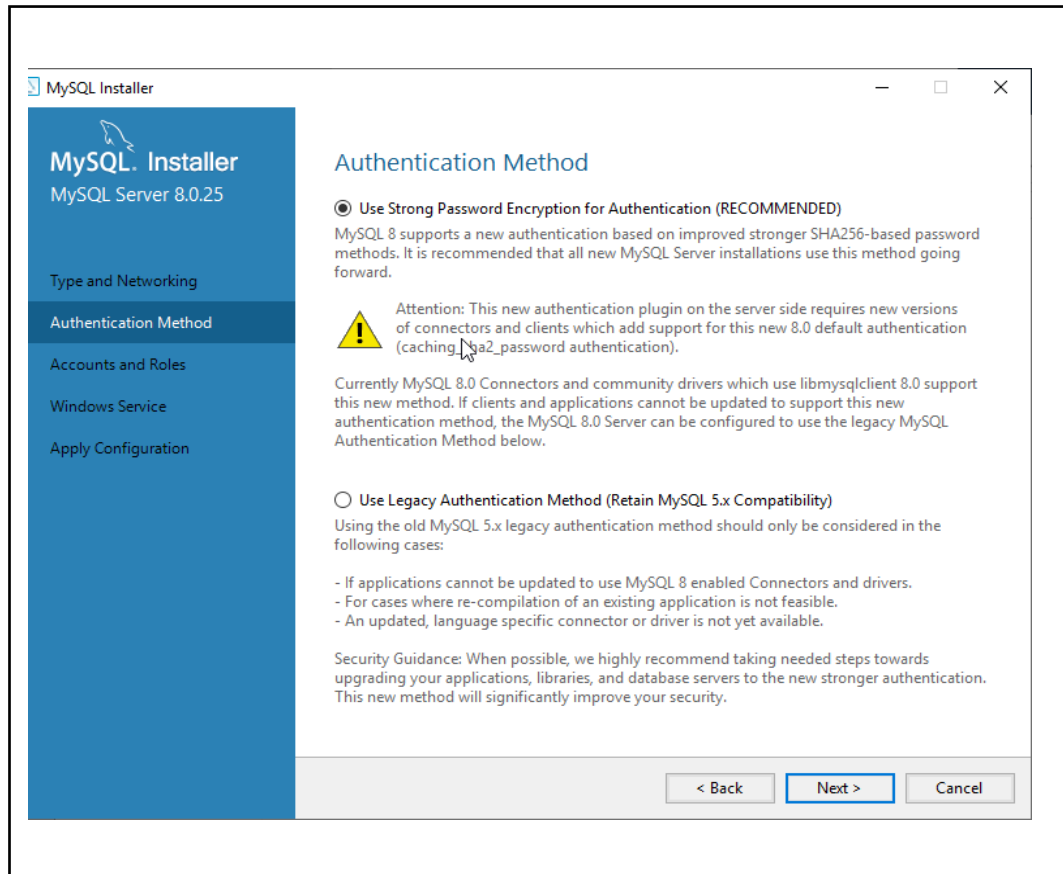 MySQL Installer
MySQL. Installer
MySQL Server 8.0.25
Type and Networking
Authentication Method
Accounts and Roles
Windows Service
Apply Configuration
Authentication Method
Use Strong Password Encryption for Authentication (RECOMMENDED)
MySQL 8 supports a new authentication based on improved stronger SHA256-based password
methods. It is recommended that all new MySQL Server installations use this method going
forward.
Attention: This new authentication plugin on the server side requires new versions
of connectors and clients which add support for this new 8.0 default authentication
(caching_sha2_password authentication).
Currently MySQL 8.0 Connectors and community drivers which use libmysqlclient 8.0 support
this new method. If clients and applications cannot be updated to support this new
authentication method, the MySQL 8.0 Server can be configured to use the legacy MySQL
Authentication Method below.
Use Legacy Authentication Method (Retain MySQL 5.x Compatibility)
Using the old MySQL 5.x legacy authentication method should only be considered in the
following cases:
- If applications cannot be updated to use MySQL 8 enabled Connectors and drivers.
- For cases where re-compilation of an existing application is not feasible.
- An updated, language specific connector or driver is not yet available.
Security Guidance: When possible, we highly recommend taking needed steps towards
upgrading your applications, libraries, and database servers to the new stronger authentication.
This new method will significantly improve your security.
< Back
Next >
Cancel